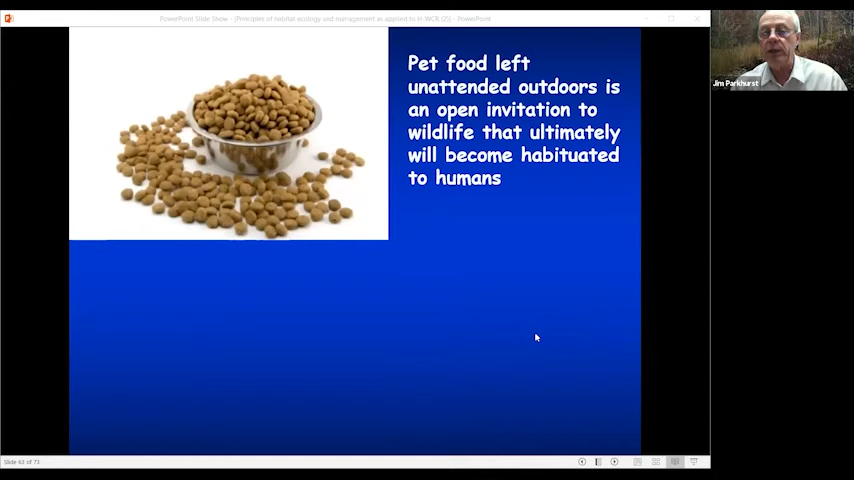 PowerPoint Slide Show - [Principles of habitat ecology and management as applied to H-WCR (2)] - PowerPoint
Pet food left
unattended outdoors is
an open invitation to
wildlife that ultimately
will become habituated
to humans
Jim Parkhurst
Slide 63 of 73